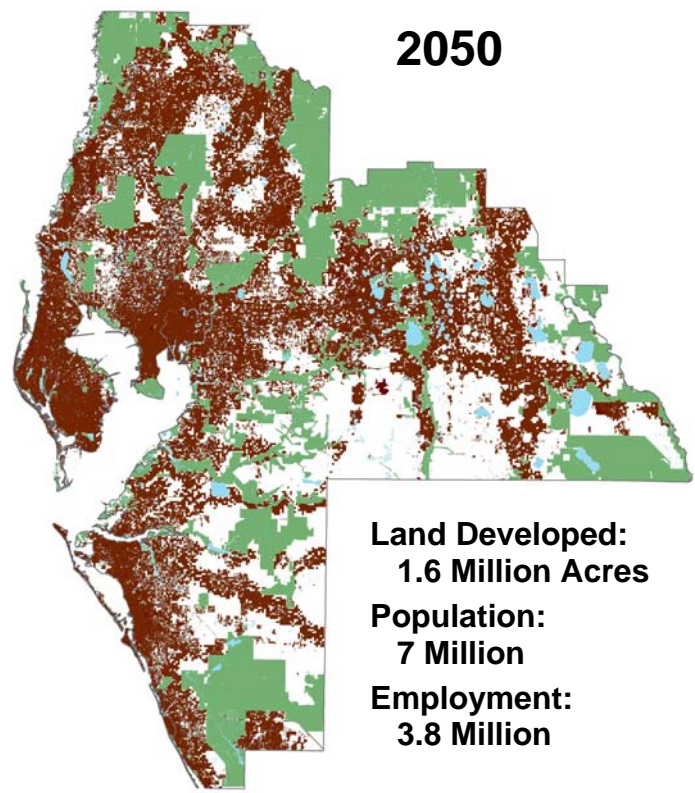 2050
Land Developed:
1.6 Million Acres
Population:
7 Million
Employment:
3.8 Million